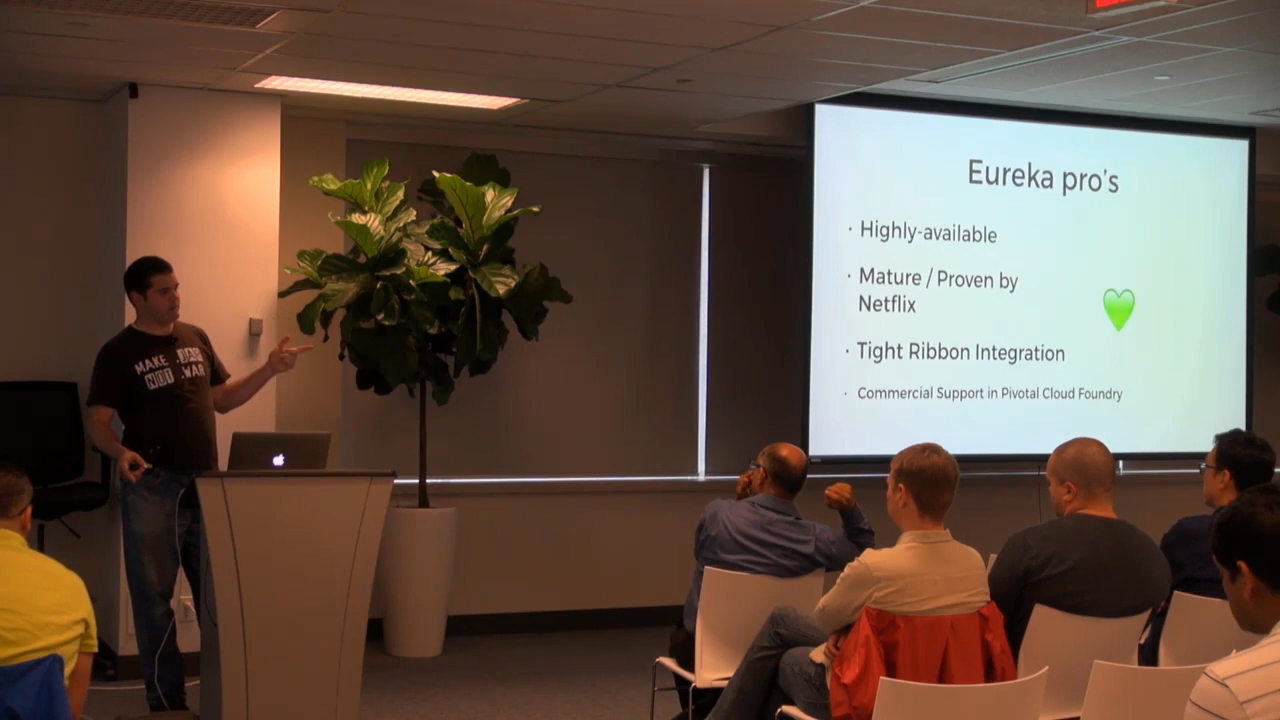 Eureka pro's
· Highly-available
· Mature / Proven by
Netflix
· Tight Ribbon Integration
· Commercial Support in Pivotal Cloud Foundry
MAKE JAR
NOT WAR